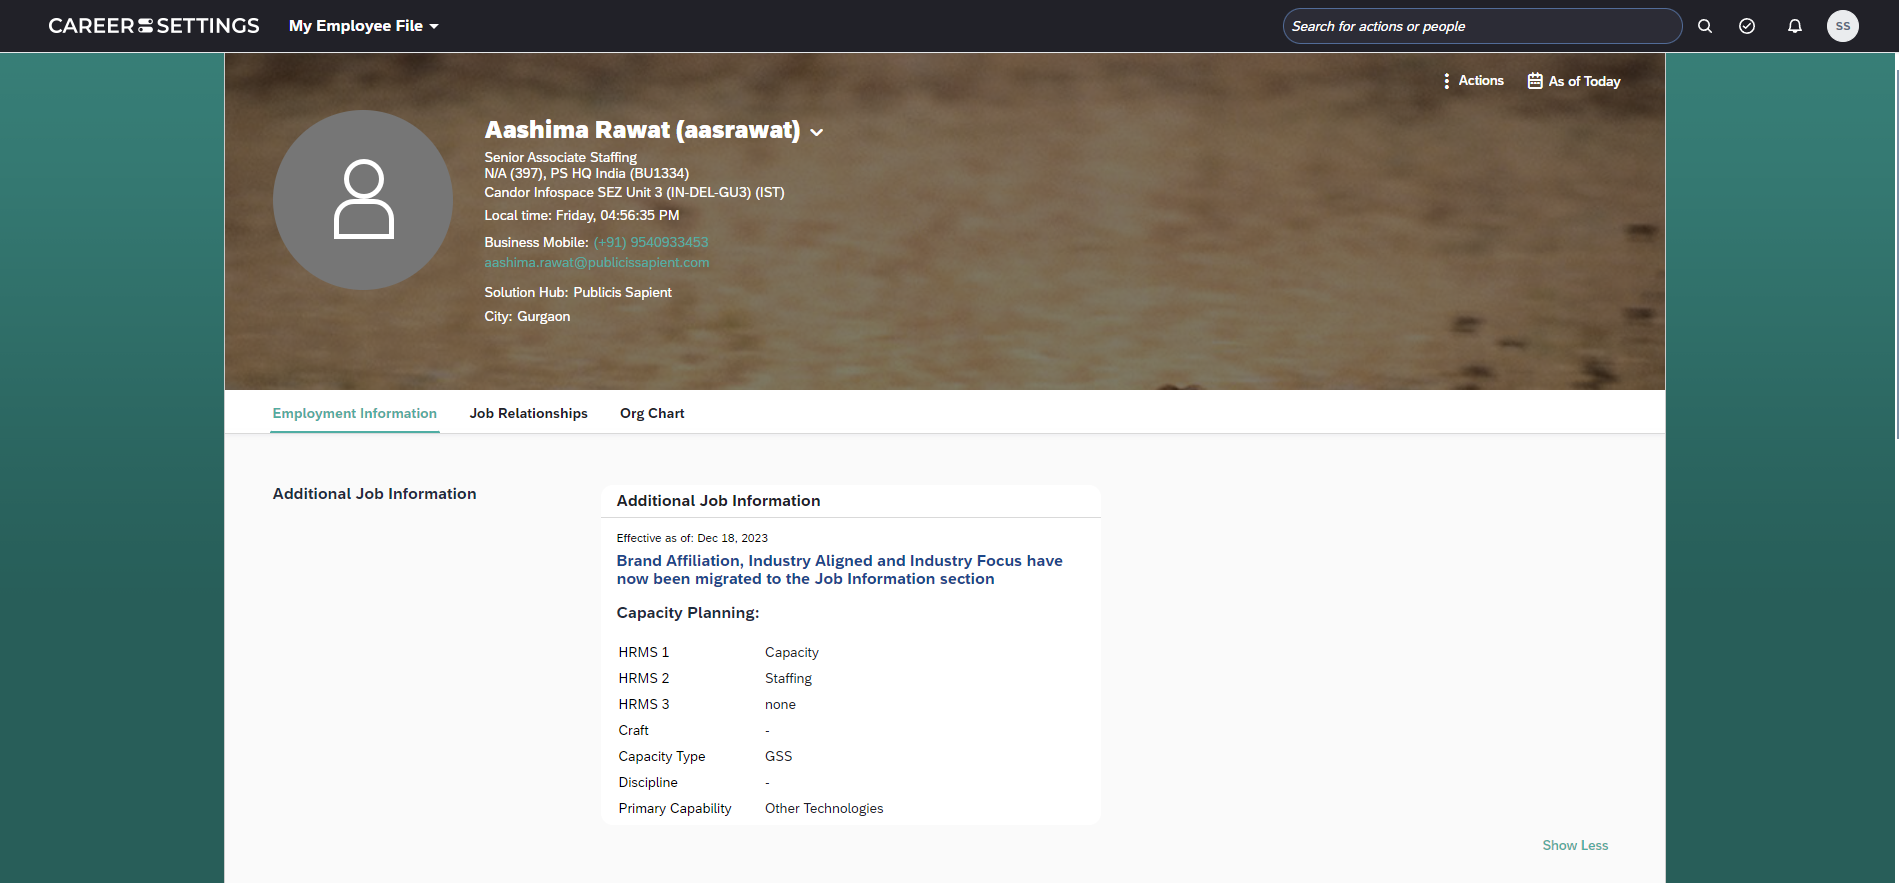 CAREER SETTINGS
My Employee File
Search for actions or people
SS
Actions
As of Today
Aashima Rawat (aasrawat)
Senior Associate Staffing
N/A (397), PS HQ India (BU1334)
Candor Infospace SEZ Unit 3 (IN-DEL-GU3) (IST)
Local time: Friday, 04:56:35 PM
Business Mobile: (+91) 9540933453
aashima.rawat@publicissapient.com
Solution Hub: Publicis Sapient
City: Gurgaon
Employment Information
Job Relationships
Org Chart
Additional Job Information
Additional Job Information
Effective as of: Dec 18, 2023
Brand Affiliation, Industry Aligned and Industry Focus have
now been migrated to the Job Information section
Capacity Planning:
HRMS 1 Capacity
HRMS 2 Staffing
HRMS 3 none
Craft -
Capacity Type GSS
Discipline -
Primary Capability Other Technologies
Show Less